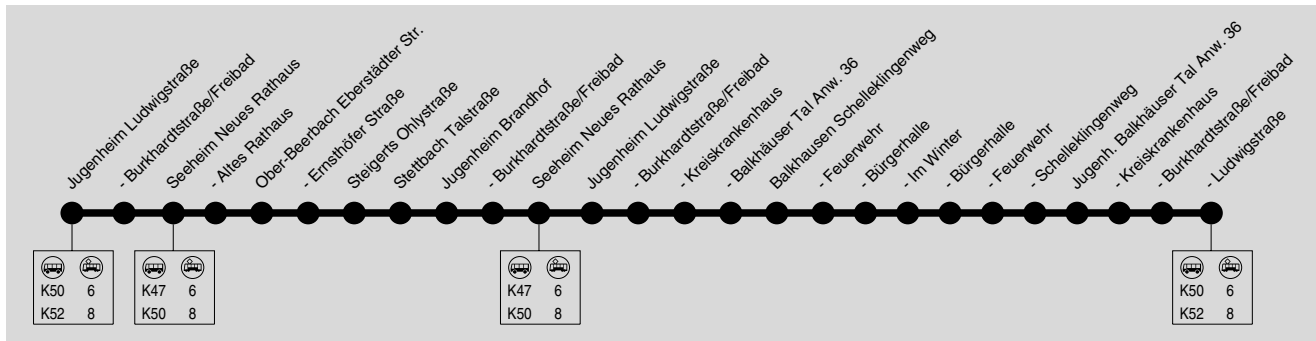 Jugenheim Ludwigstraße
- Burkhardtstraße/Freibad
Seeheim Neues Rathaus
- Altes Rathaus
Ober-Beerbach Eberstädter Str.
- Ernsthöfer Straße
Steigerts Ohlystraße
Stettbach Talstraße
Jugenheim Brandhof
- Burkhardtstraße/Freibad
Seeheim Neues Rathaus
Jugenheim Ludwigstraße
- Burkhardtstraße/Freibad
- Kreiskrankenhaus
- Balkhäuser Tal Anw. 36
Balkhausen Schelleklingenweg
- Feuerwehr
- Bürgerhalle
- Im Winter
- Bürgerhalle
- Feuerwehr
- Schelleklingenweg
Jugenh. Balkhäuser Tal Anw. 36
- Kreiskrankenhaus
- Burkhardtstraße/Freibad
- Ludwigstraße
K50 6
K52 8
K47 6
K50 8
K47 6
K50 8
K50 6
K52 8